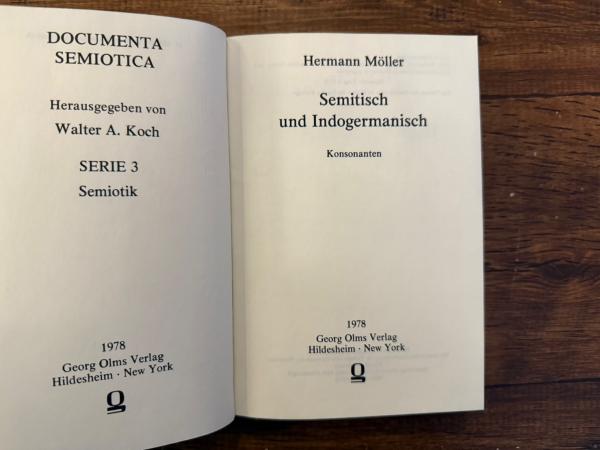 DOCUMENTA
SEMIOTICA
Herausgegeben von
Walter A. Koch
SERIE 3
Semiotik
1978
Georg Olms Verlag
Hildesheim · New York
Hermann Möller
Semitisch
und Indogermanisch
Konsonanten
1978
Georg Olms Verlag
Hildesheim · New York